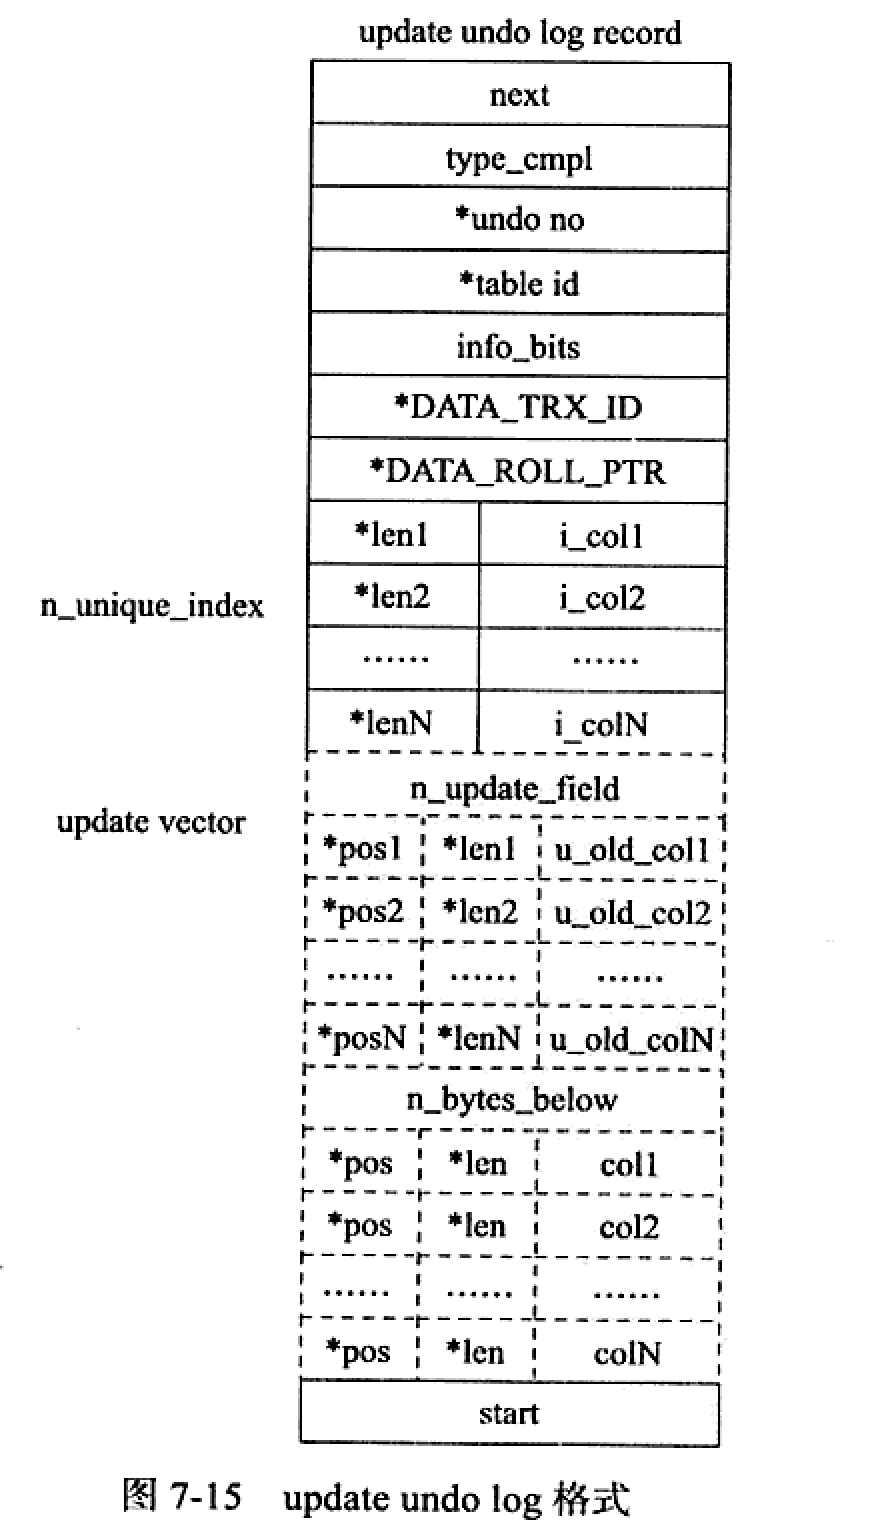 update undo log record
next
type_cmpl
*undo no
*table id
info_bits
*DATA_TRX_ID
*DATA_ROLL_PTR
*len1 i_col1
n_unique_index *len2 i_col2
…… ……
*lenN i_colN
n_update_field
update vector *pos1 *len1 u_old_col1
*pos2 *len2 u_old_col2
…… …… ……
*posN *lenN u_old_colN
n_bytes_below
*pos *len col1
*pos *len col2
…… …… ……
*pos *len colN
start
图 7-15 update undo log 格式